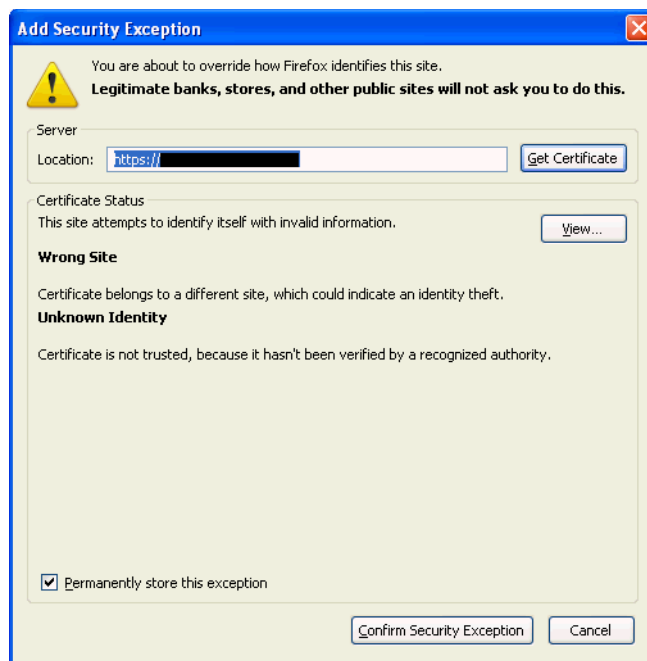 Add Security Exception
You are about to override how Firefox identifies this site.
Legitimate banks, stores, and other public sites will not ask you to do this.
Server
Location: https:// Get Certificate
Certificate Status
This site attempts to identify itself with invalid information.
View...
Wrong Site
Certificate belongs to a different site, which could indicate an identity theft.
Unknown Identity
Certificate is not trusted, because it hasn't been verified by a recognized authority.
Permanently store this exception
Confirm Security Exception Cancel